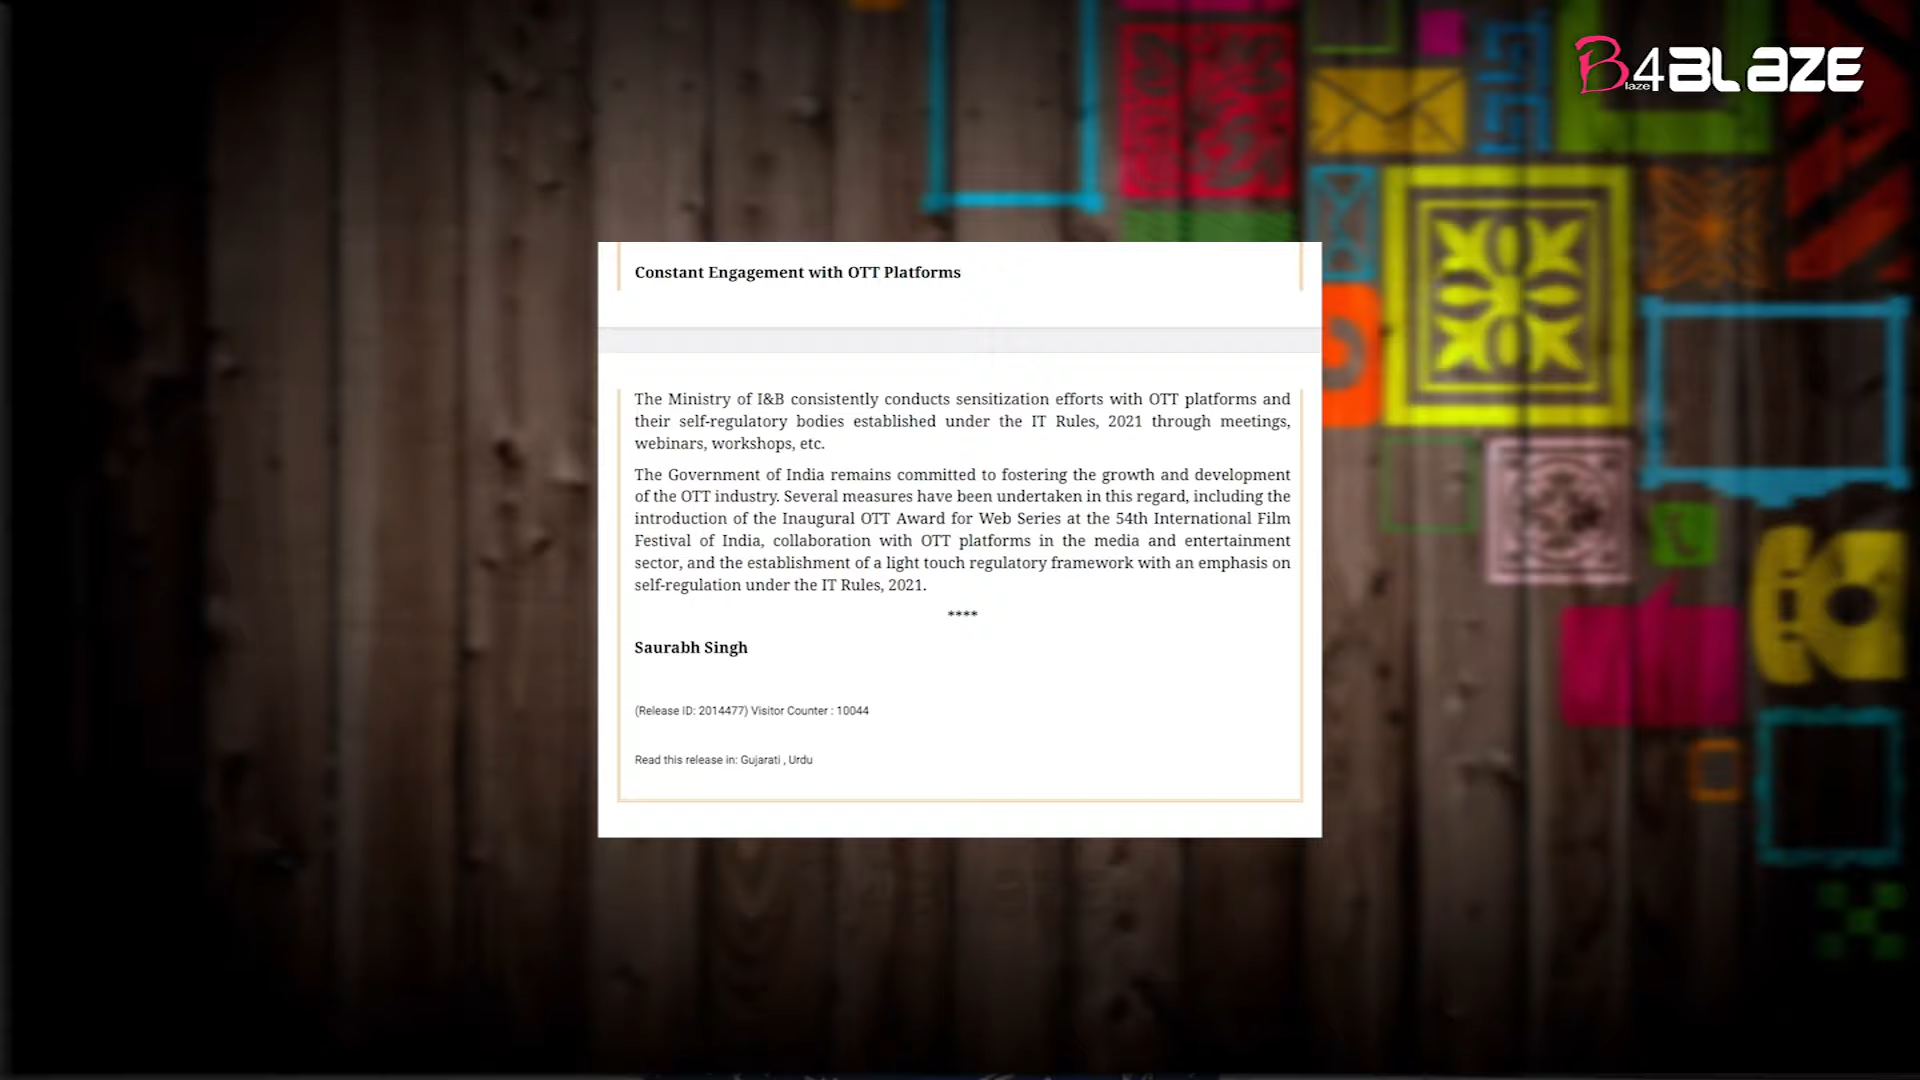 B4BLAZE
Blaze
Constant Engagement with OTT Platforms
The Ministry of I&B consistently conducts sensitization efforts with OTT platforms and
their self-regulatory bodies established under the IT Rules, 2021 through meetings,
webinars, workshops, etc.
The Government of India remains committed to fostering the growth and development
of the OTT industry. Several measures have been undertaken in this regard, including the
introduction of the Inaugural OTT Award for Web Series at the 54th International Film
Festival of India, collaboration with OTT platforms in the media and entertainment
sector, and the establishment of a light touch regulatory framework with an emphasis on
self-regulation under the IT Rules, 2021.
****
Saurabh Singh
(Release ID: 2014477) Visitor Counter : 10044
Read this release in: Gujarati , Urdu